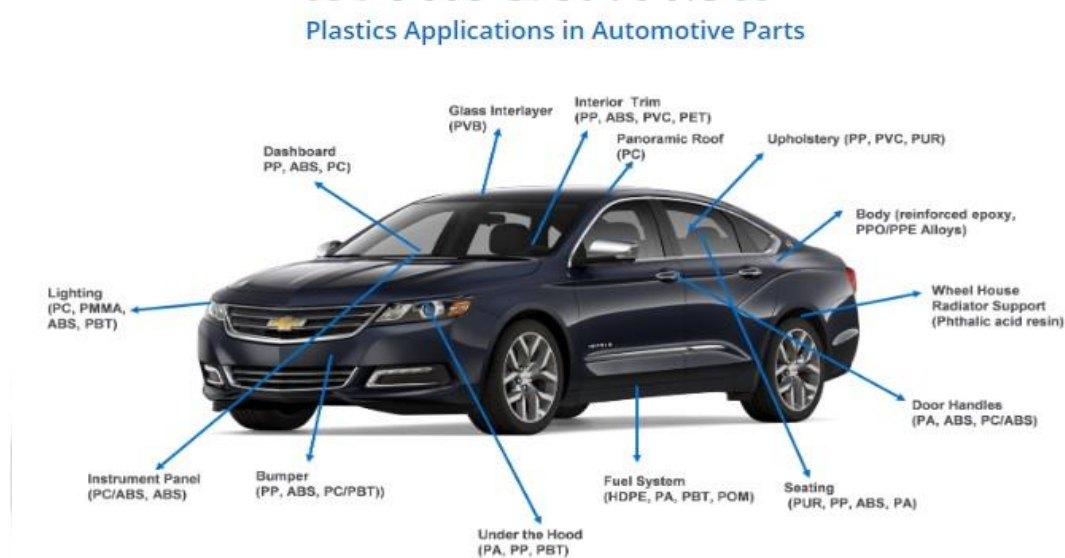 Plastics Applications in Automotive Parts
Glass Interlayer
(PVB)
Interior Trim
(PP, ABS, PVC, PET)
Panoramic Roof
(PC)
Upholstery (PP, PVC, PUR)
Dashboard
PP, ABS, PC)
Body (reinforced epoxy,
PPO/PPE Alloys)
Lighting
(PC, PMMA,
ABS, PBT)
Wheel House
Radiator Support
(Phthalic acid resin)
Door Handles
(PA, ABS, PC/ABS)
Instrument Panel
(PC/ABS, ABS)
Bumper
(PP, ABS, PC/PBT))
Fuel System
(HDPE, PA, PBT, POM)
Seating
(PUR, PP, ABS, PA)
Under the Hood
(PA, PP, PBT)